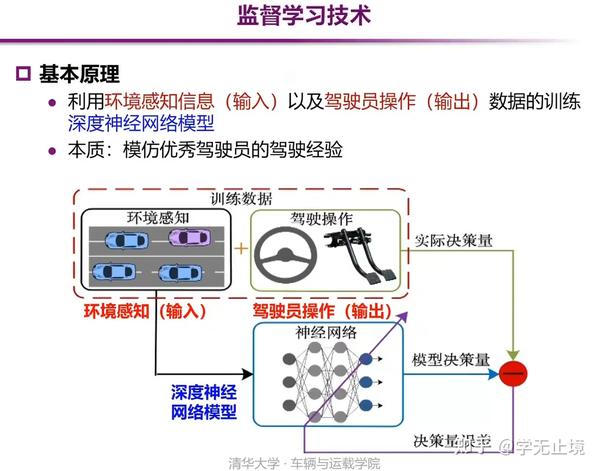 监督学习技术
基本原理
利用环境感知信息（输入）以及驾驶员操作（输出）数据的训练
深度神经网络模型
本质：模仿优秀驾驶员的驾驶经验
训练数据
环境感知
驾驶操作
+
实际决策量
环境感知（输入）
驾驶员操作（输出）
神经网络
模型决策量
深度神经
网络模型
决策量误差
知乎 @学无止境
清华大学 · 车辆与运载学院